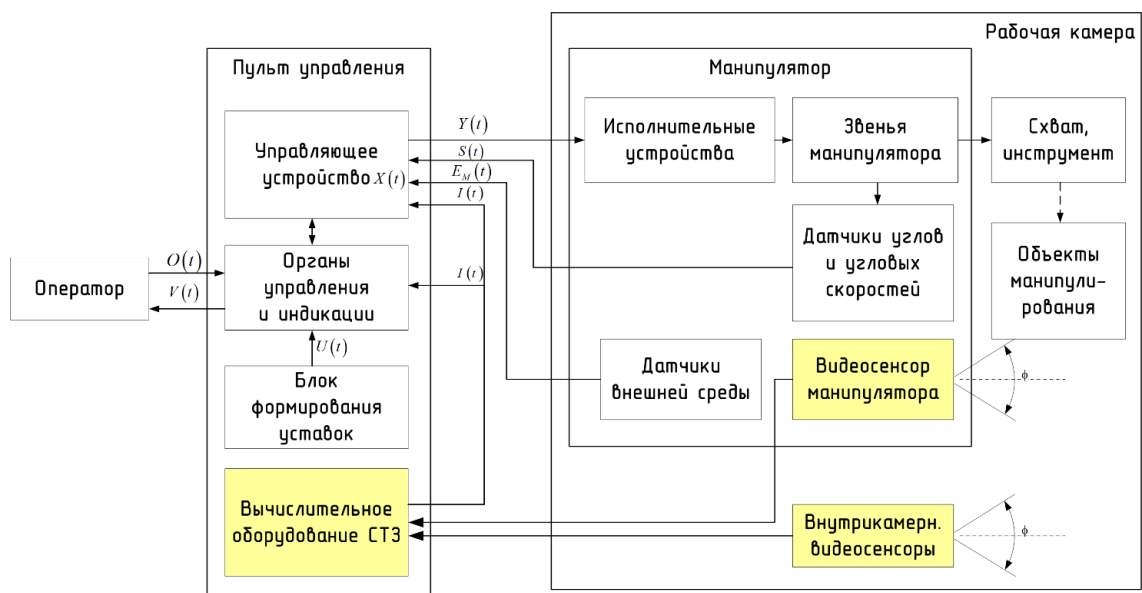 Рабочая камера
Пульт управления
Манипулятор
Управляющее
устройство X(t)
Y(t)
S(t)
E_M(t)
I(t)
Исполнительные
устройства
Звенья
манипулятора
Схват,
инструмент
Датчики углов
и угловых
скоростей
Объекты
манипули-
рования
Оператор
O(t)
V(t)
Органы
управления
и индикации
I(t)
U(t)
Блок
формирования
уставок
Датчики
внешней среды
Видеосенсор
манипулятора
ϕ
Вычислительное
оборудование СТЗ
Внутрикамерн.
видеосенсоры
ϕ